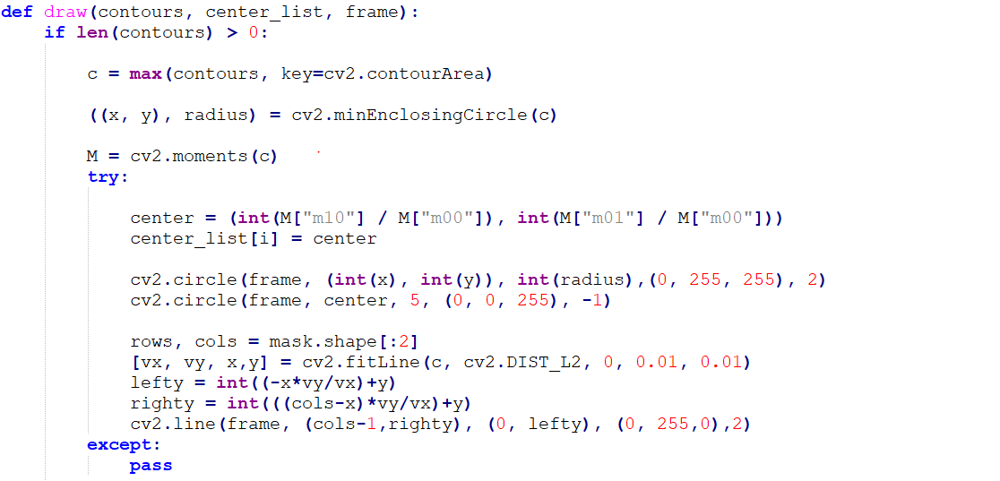 def draw(contours, center_list, frame):
    if len(contours) > 0:
        c = max(contours, key=cv2.contourArea)
        ((x, y), radius) = cv2.minEnclosingCircle(c)
        M = cv2.moments(c)
        try:
            center = (int(M["m10"] / M["m00"]), int(M["m01"] / M["m00"]))
            center_list[i] = center
            cv2.circle(frame, (int(x), int(y)), int(radius),(0, 255, 255), 2)
            cv2.circle(frame, center, 5, (0, 0, 255), -1)
            rows, cols = mask.shape[:2]
            [vx, vy, x,y] = cv2.fitLine(c, cv2.DIST_L2, 0, 0.01, 0.01)
            lefty = int((-x*vy/vx)+y)
            righty = int(((cols-x)*vy/vx)+y)
            cv2.line(frame, (cols-1,righty), (0, lefty), (0, 255,0),2)
        except:
            pass